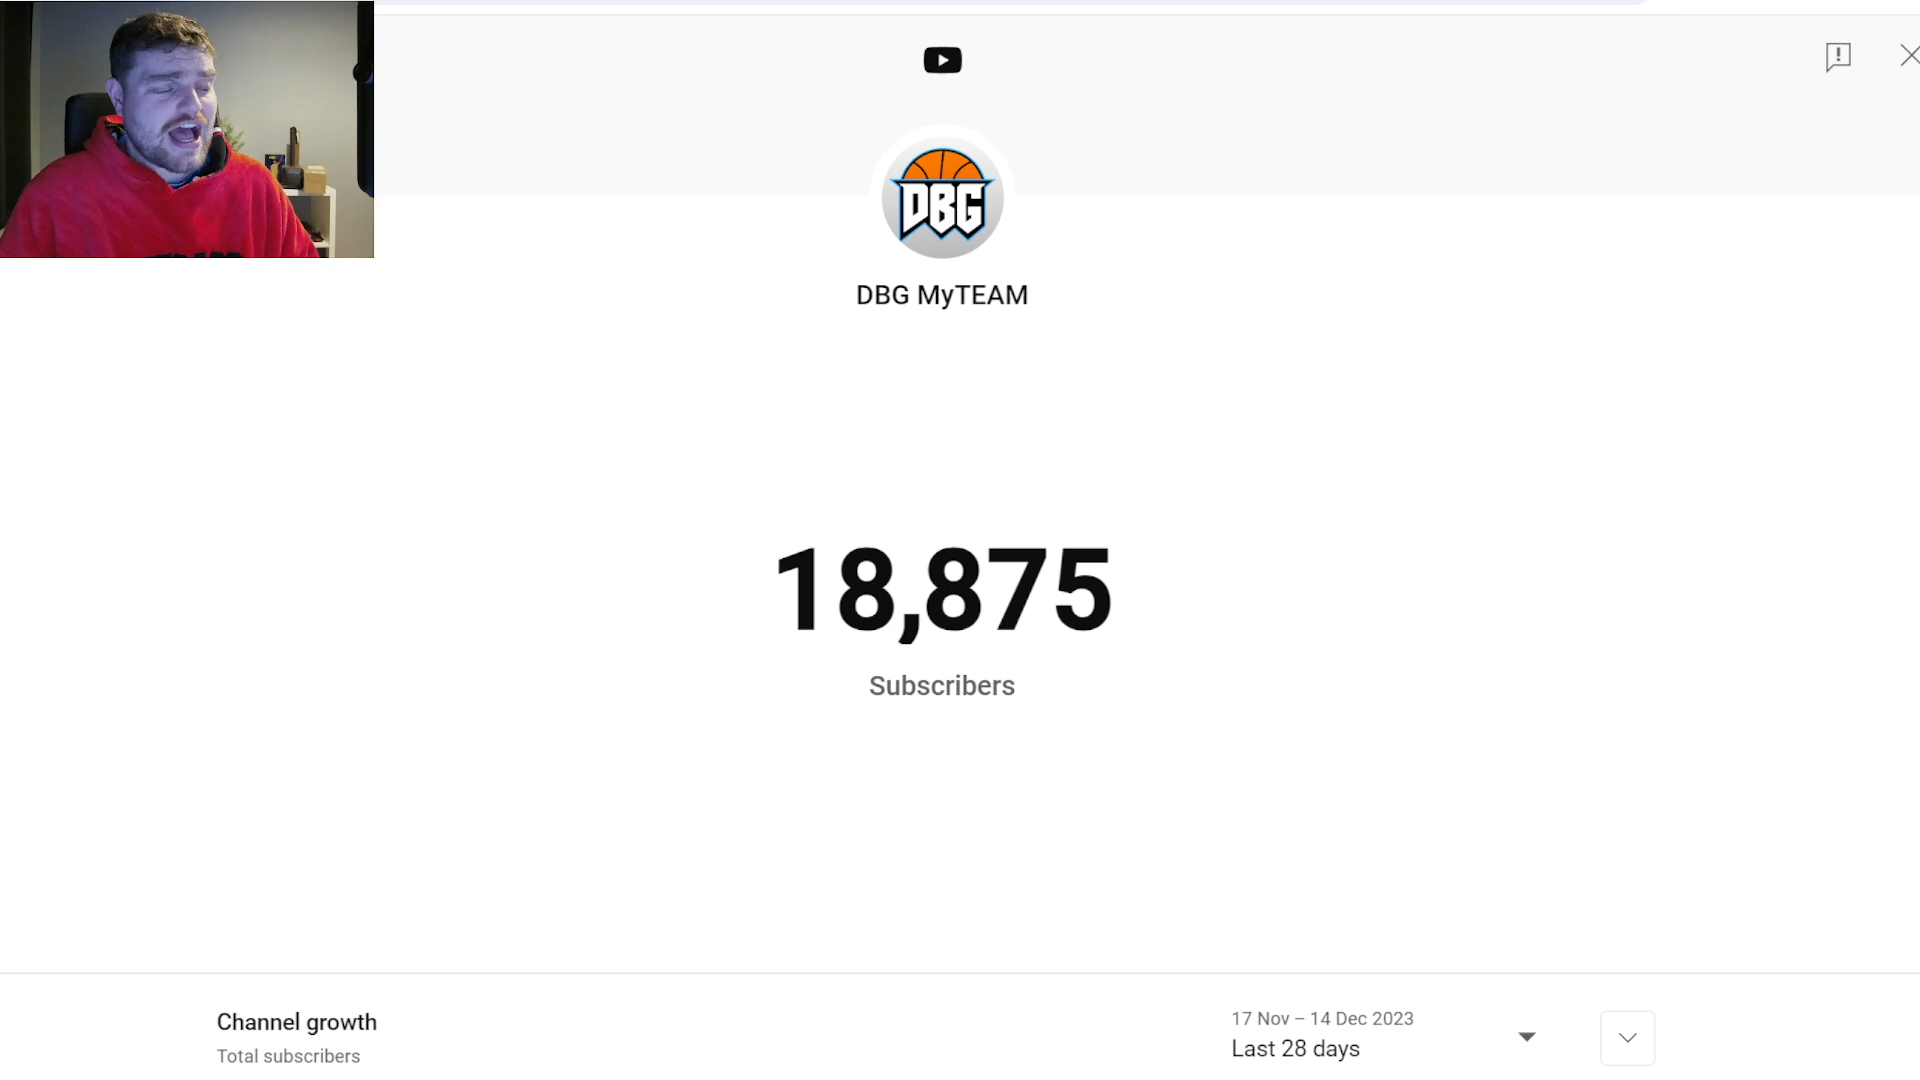 DBG
DBG MyTEAM
18,875
Subscribers
Channel growth
Total subscribers
17 Nov – 14 Dec 2023
Last 28 days